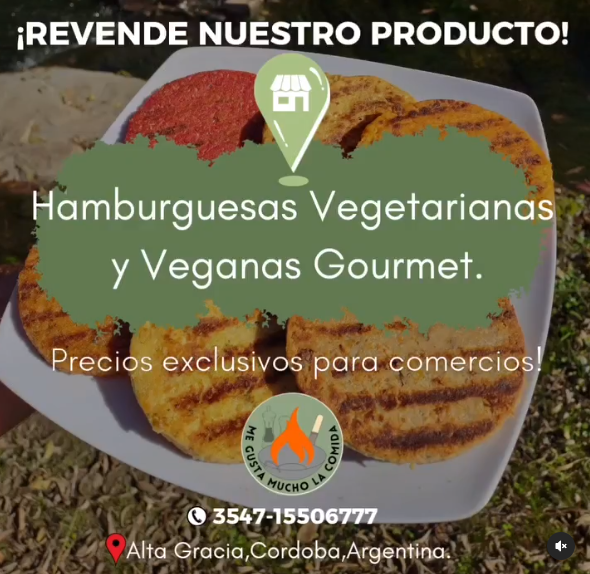 ¡REVENDE NUESTRO PRODUCTO!
Hamburguesas Vegetarianas
y Veganas Gourmet.
Precios exclusivos para comercios!
ME GUSTA MUCHO LA COMIDA
3547-15506777
Alta Gracia,Cordoba,Argentina.